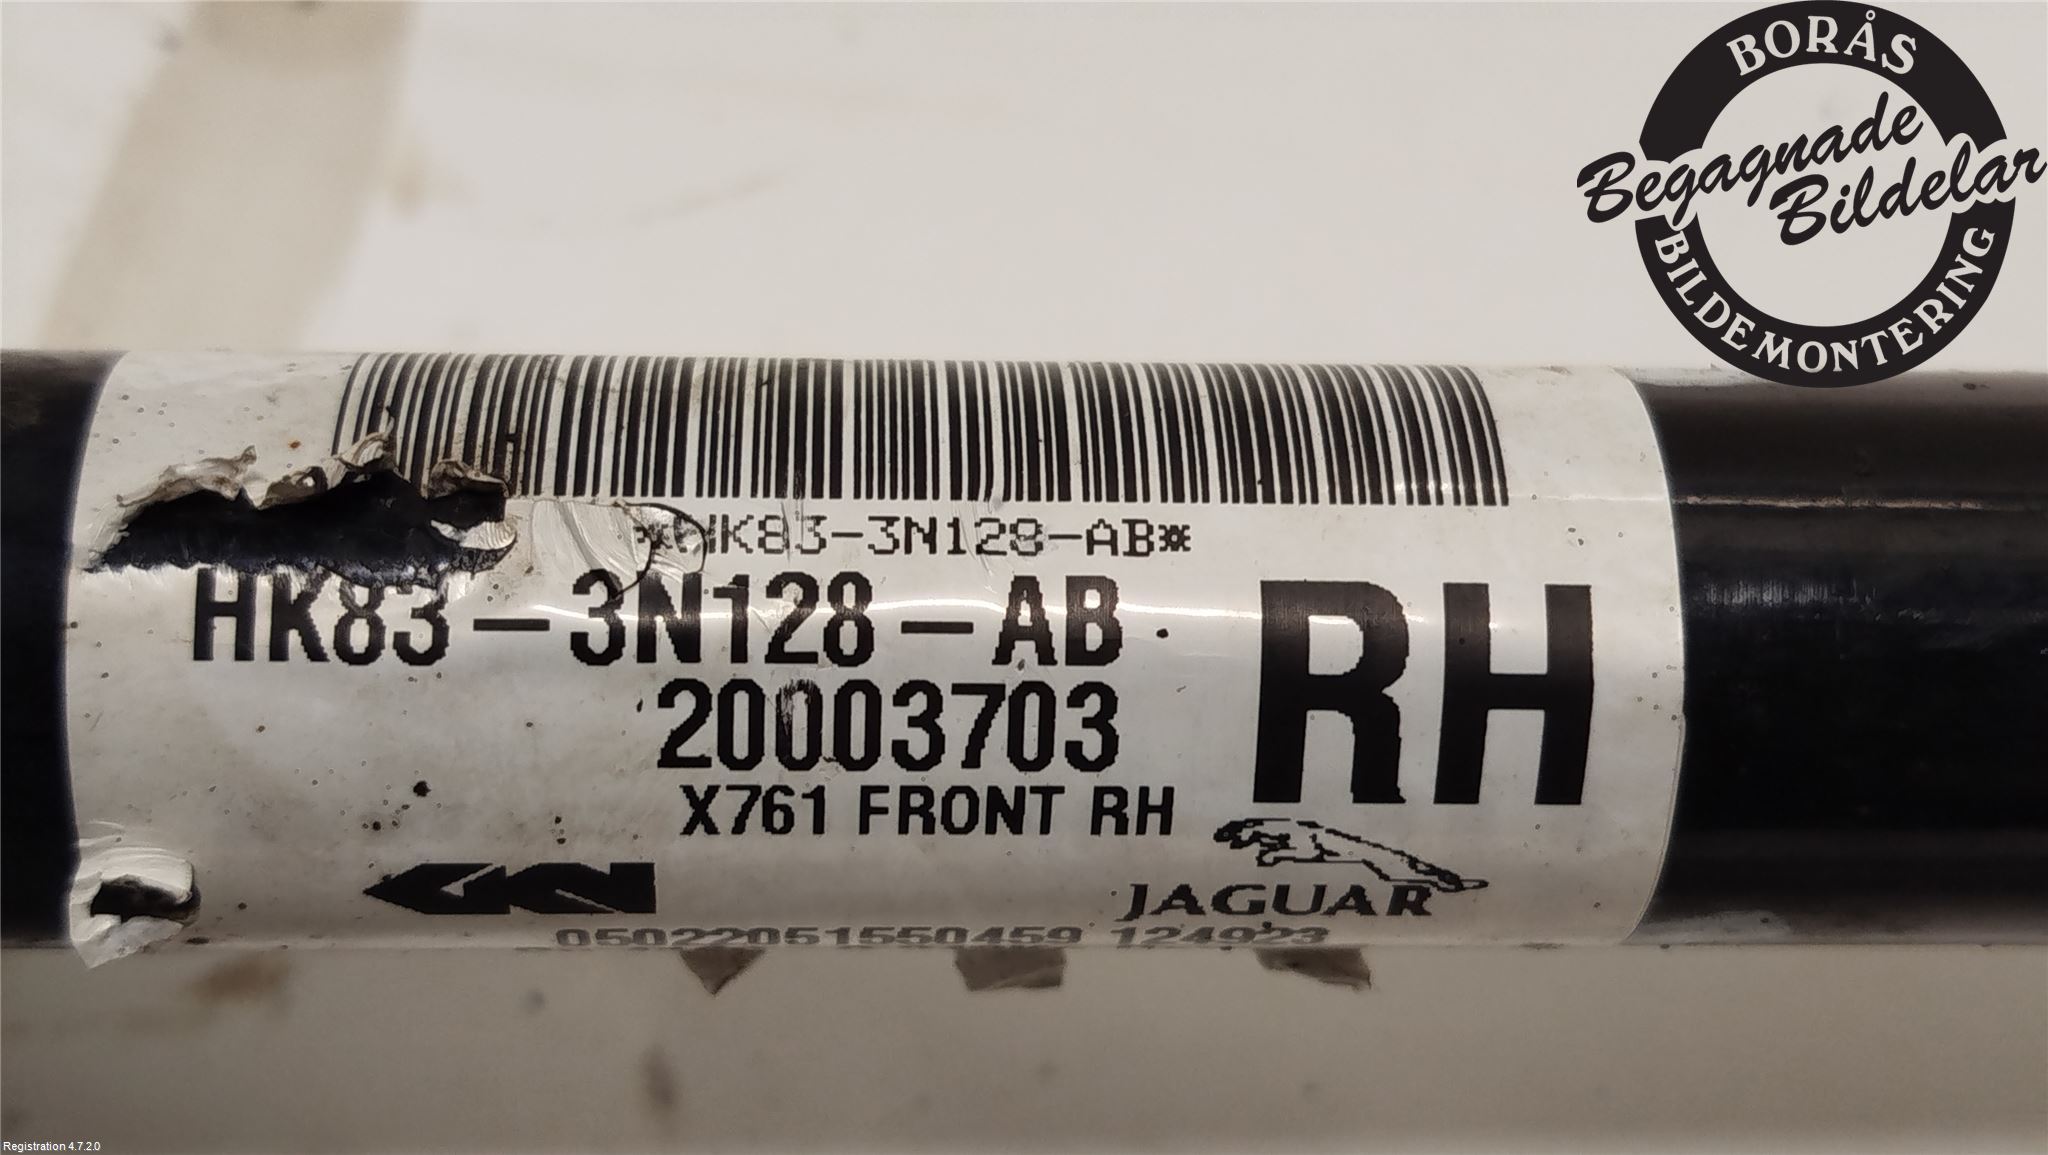 BORÅS
Begagnade
Bildelar
BILDEMONTERING
*HK83-3N128-AB*
HK83-3N128-AB
RH
20003703
X761 FRONT RH
GKN
JAGUAR
05022051550459 124923
Registration 4.7.2.0